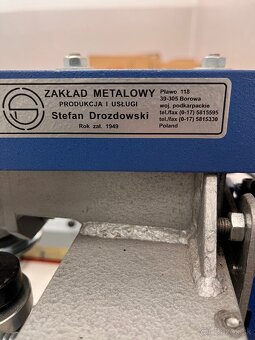 ZAKŁAD METALOWY
PRODUKCJA I USŁUGI
Stefan Drozdowski
Rok zał. 1949
Pławo 118
39-305 Borowa
woj. podkarpackie
tel./fax (0-17) 5815595
tel./fax (0-17) 5815330
Poland